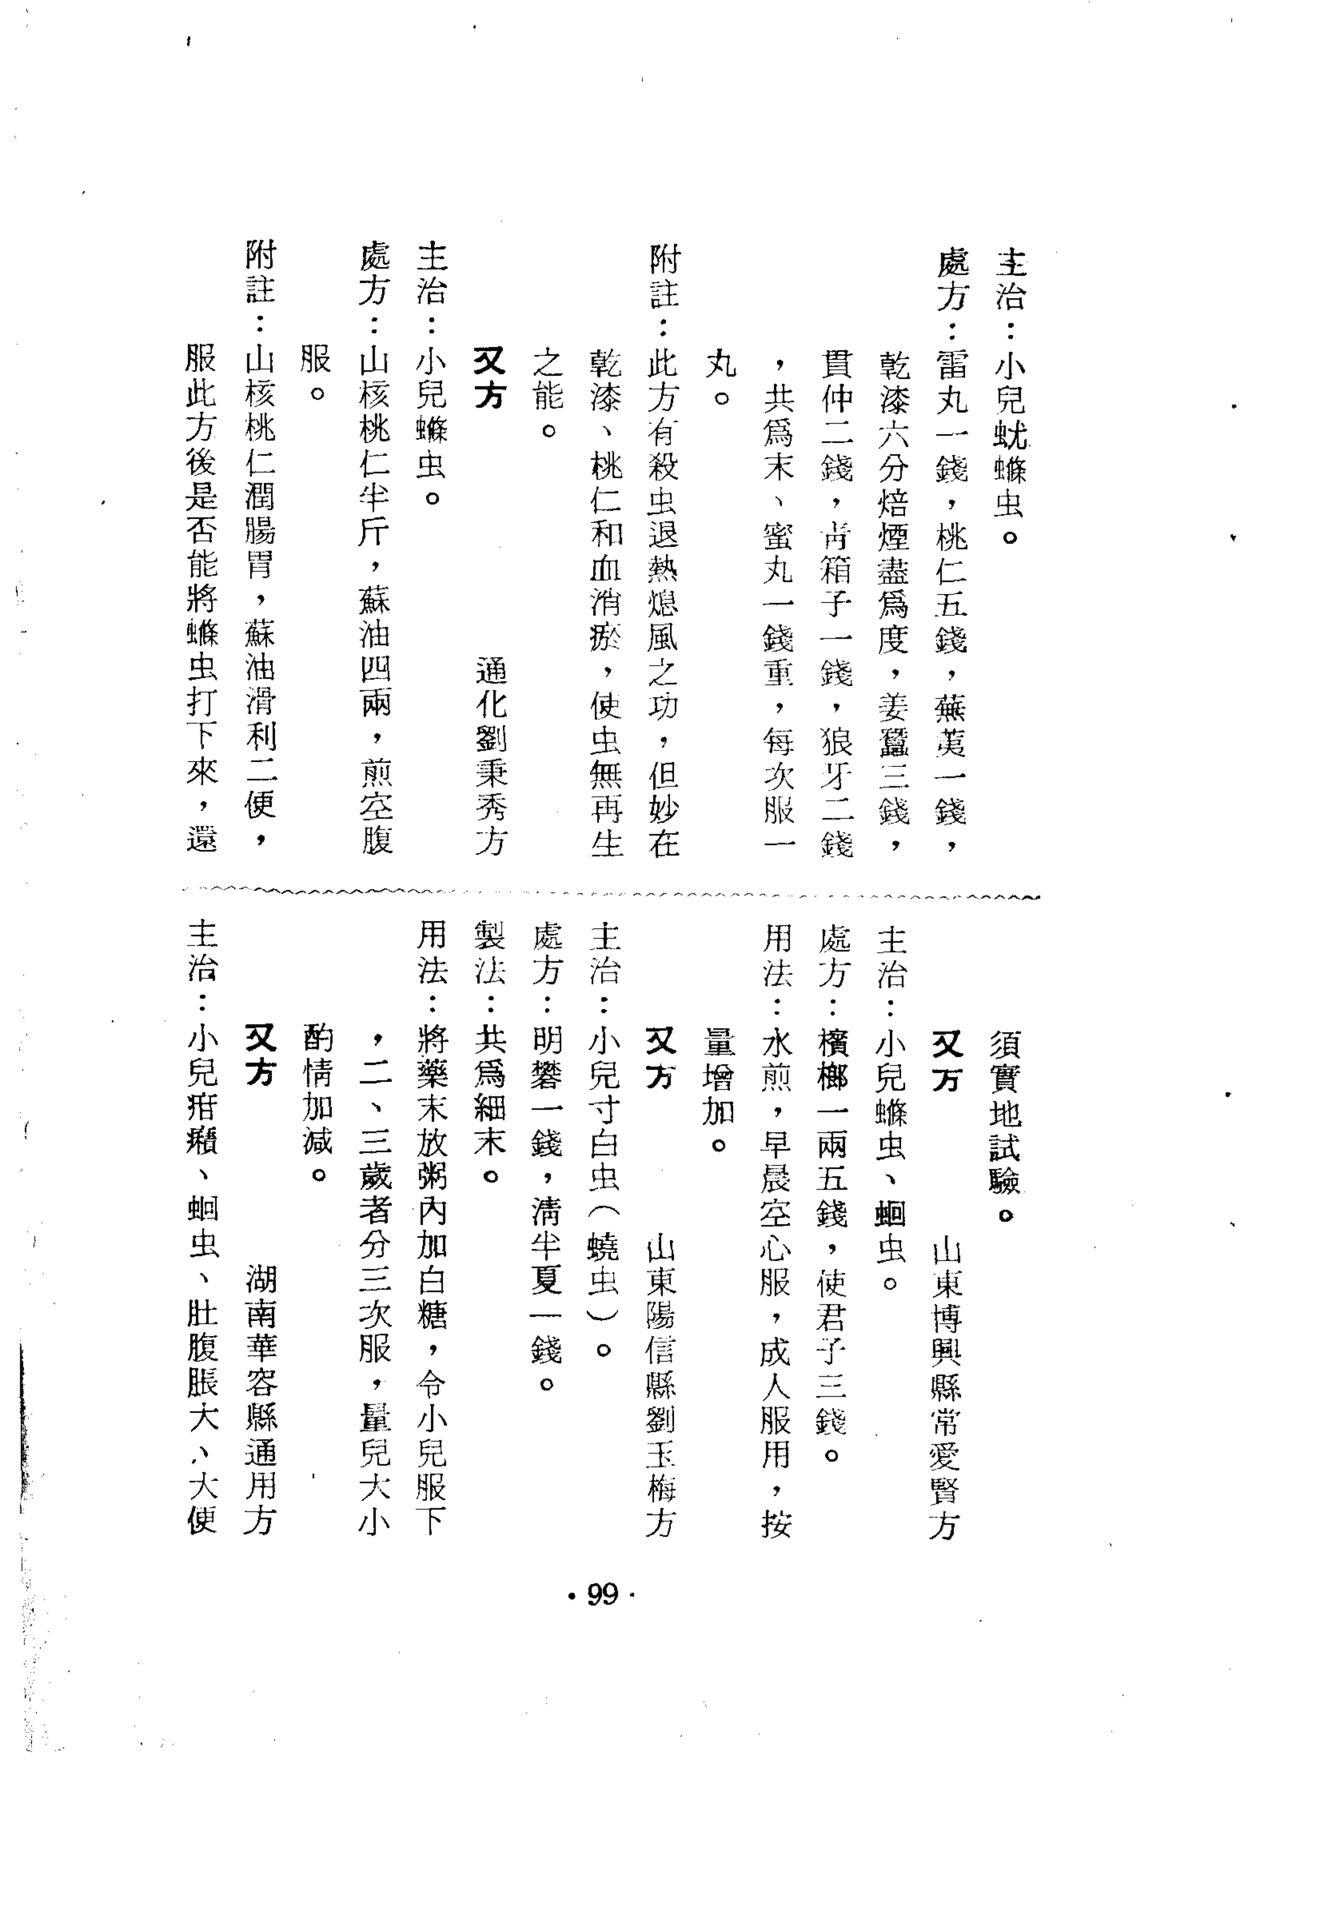 主治：小兒蚘蟓虫。
處方：雷丸一錢，桃仁五錢，蕪荑一錢，
乾漆六分焙煙盡爲度，姜蠶三錢，
貫仲二錢，靑箱子一錢，狼牙二錢
，共爲末、蜜丸一錢重，每次服一
丸。
附註：此方有殺虫退熱熄風之功，但妙在
乾漆、桃仁和血消瘀，使虫無再生
之能。
又方　通化劉秉秀方
主治：小兒蟓虫。
處方：山核桃仁半斤，蘇油四兩，煎空腹
服。
附註：山核桃仁潤腸胃，蘇油滑利二便，
服此方後是否能將蟓虫打下來，還
須實地試驗。
又方　山東博興縣常愛賢方
主治：小兒蟓虫、蛔虫。
處方：檳榔一兩五錢，使君子三錢。
用法：水煎，早晨空心服，成人服用，按
量增加。
又方　山東陽信縣劉玉梅方
主治：小兒寸白虫（蟯虫）。
處方：明礬一錢，淸半夏一錢。
製法：共爲細末。
用法：將藥末放粥內加白糖，令小兒服下
，二、三歲者分三次服，量兒大小
酌情加減。
又方　湖南華容縣通用方
主治：小兒疳癪、蛔虫、肚腹脹大、大便
·99·